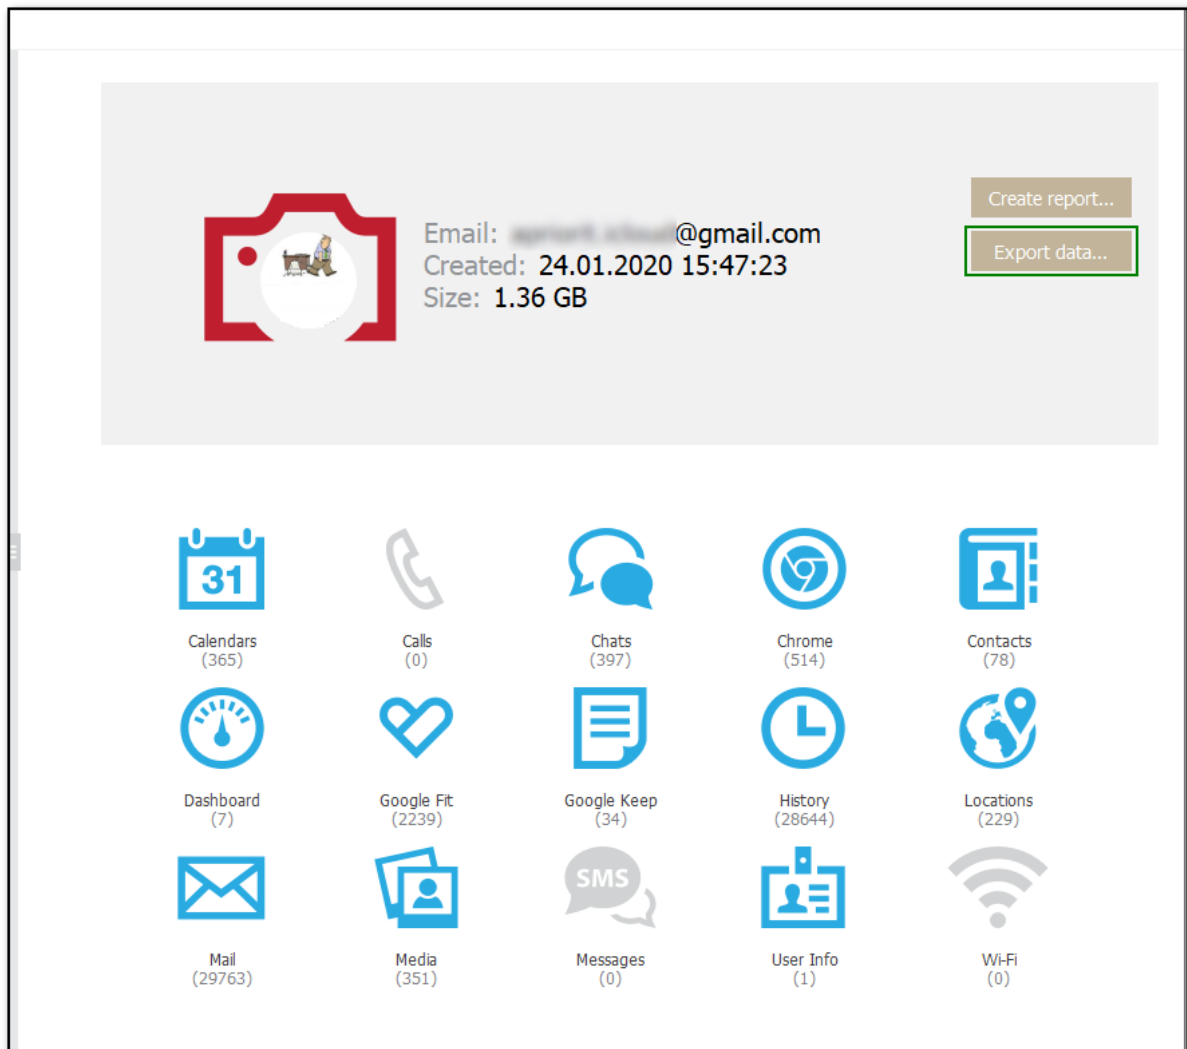 Create report...
Email: @gmail.com
Export data...
Created: 24.01.2020 15:47:23
Size: 1.36 GB
31
Calendars
(365)
Calls
(0)
Chats
(397)
Chrome
(514)
Contacts
(78)
Dashboard
(7)
Google Fit
(2239)
Google Keep
(34)
History
(28644)
Locations
(229)
Mail
(29763)
Media
(351)
SMS
Messages
(0)
User Info
(1)
Wi-Fi
(0)